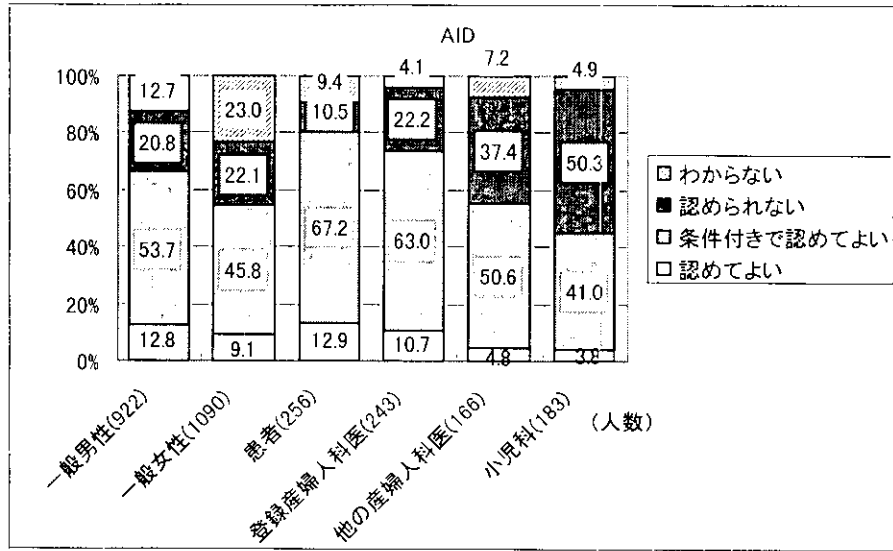 AID
100%
80%
60%
40%
20%
0%
12.7
20.8
53.7
12.8
23.0
22.1
45.8
9.1
9.4
10.5
67.2
12.9
4.1
22.2
63.0
10.7
7.2
37.4
50.6
4.8
4.9
50.3
41.0
3.8
一般男性(922)
一般女性(1090)
患者(256)
登録産婦人科医(243)
他の産婦人科医(166)
小児科(183)
(人数)
わからない
認められない
条件付きで認めてよい
認めてよい